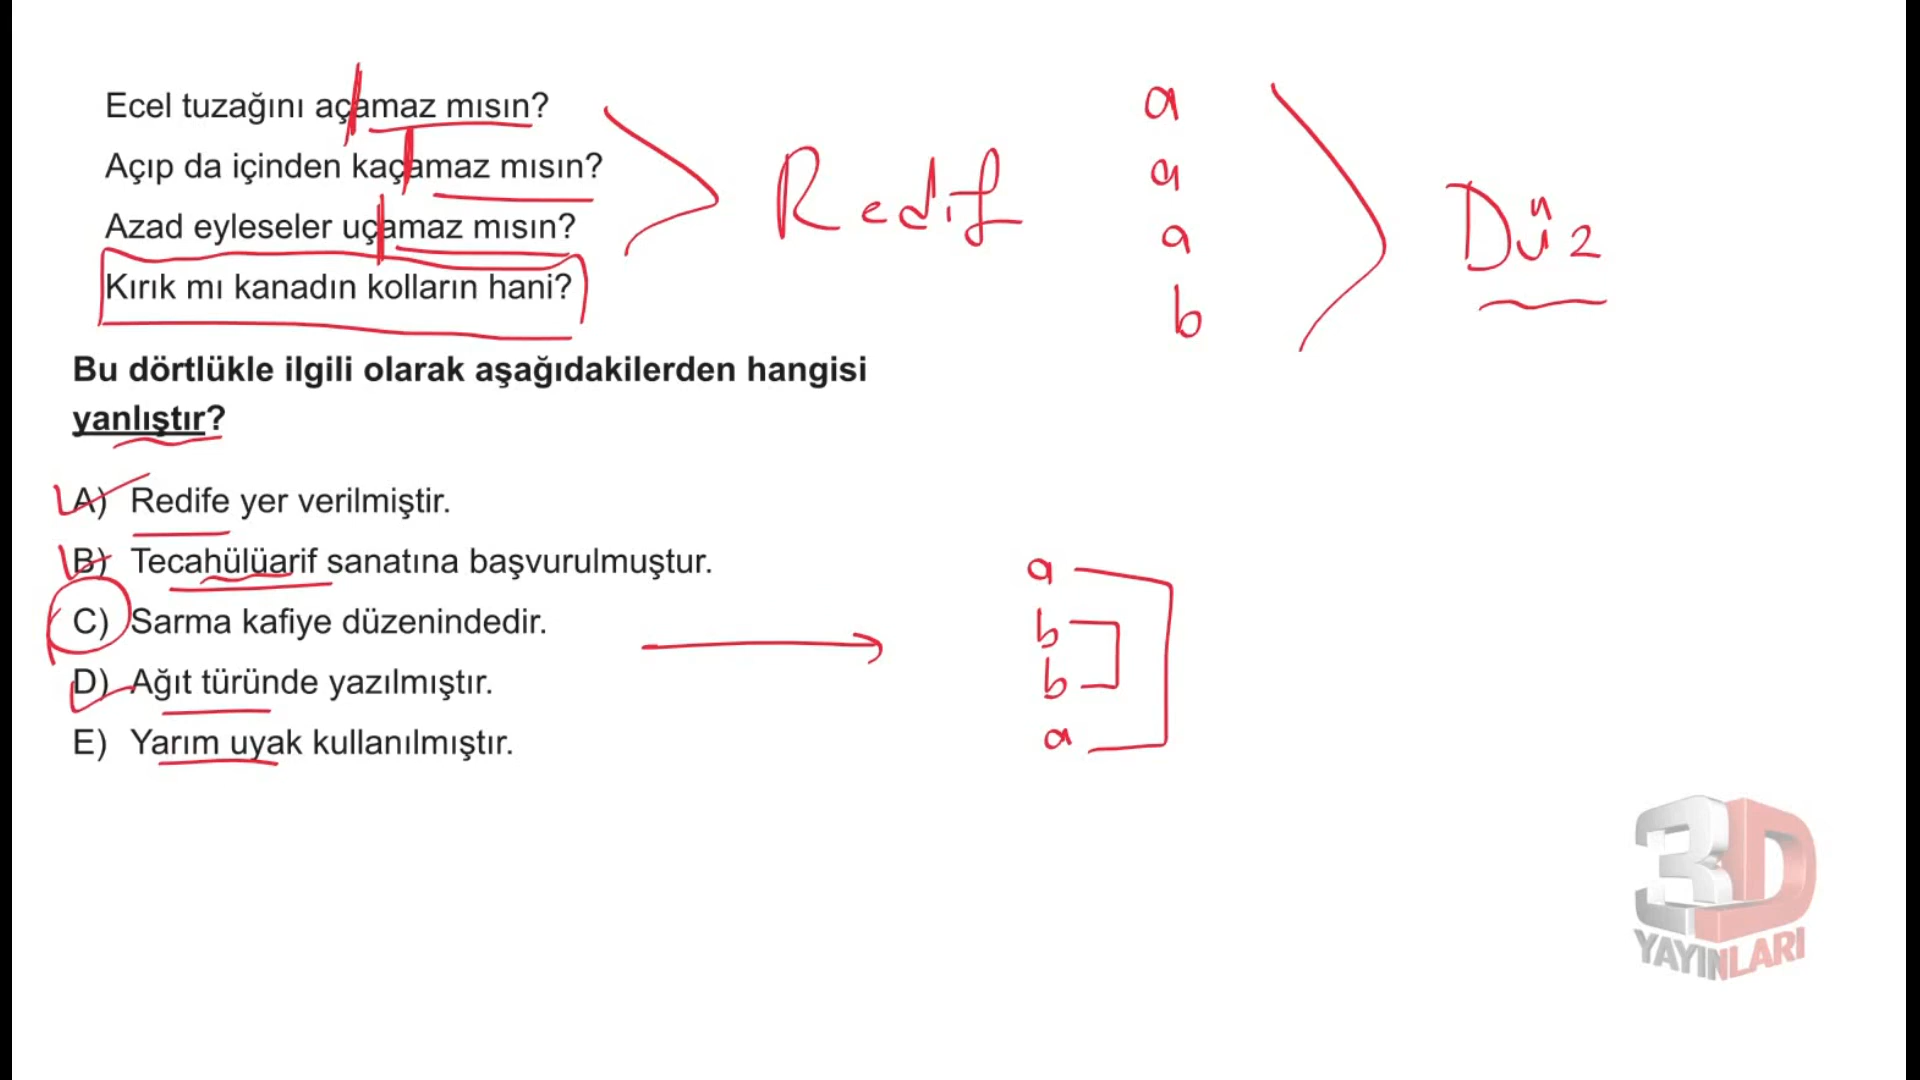 Ecel tuzağını açamaz mısın?
Açıp da içinden kaçamaz mısın?
Azad eyleseler uçamaz mısın?
Kırık mı kanadın kolların hani?
Redif
a
a
a
b
Düz
Bu dörtlükle ilgili olarak aşağıdakilerden hangisi
yanlıştır?
A) Redife yer verilmiştir.
B) Tecahülüarif sanatına başvurulmuştur.
C) Sarma kafiye düzenindedir.
D) Ağıt türünde yazılmıştır.
E) Yarım uyak kullanılmıştır.
a
b
b
a
3D
YAYINLARI